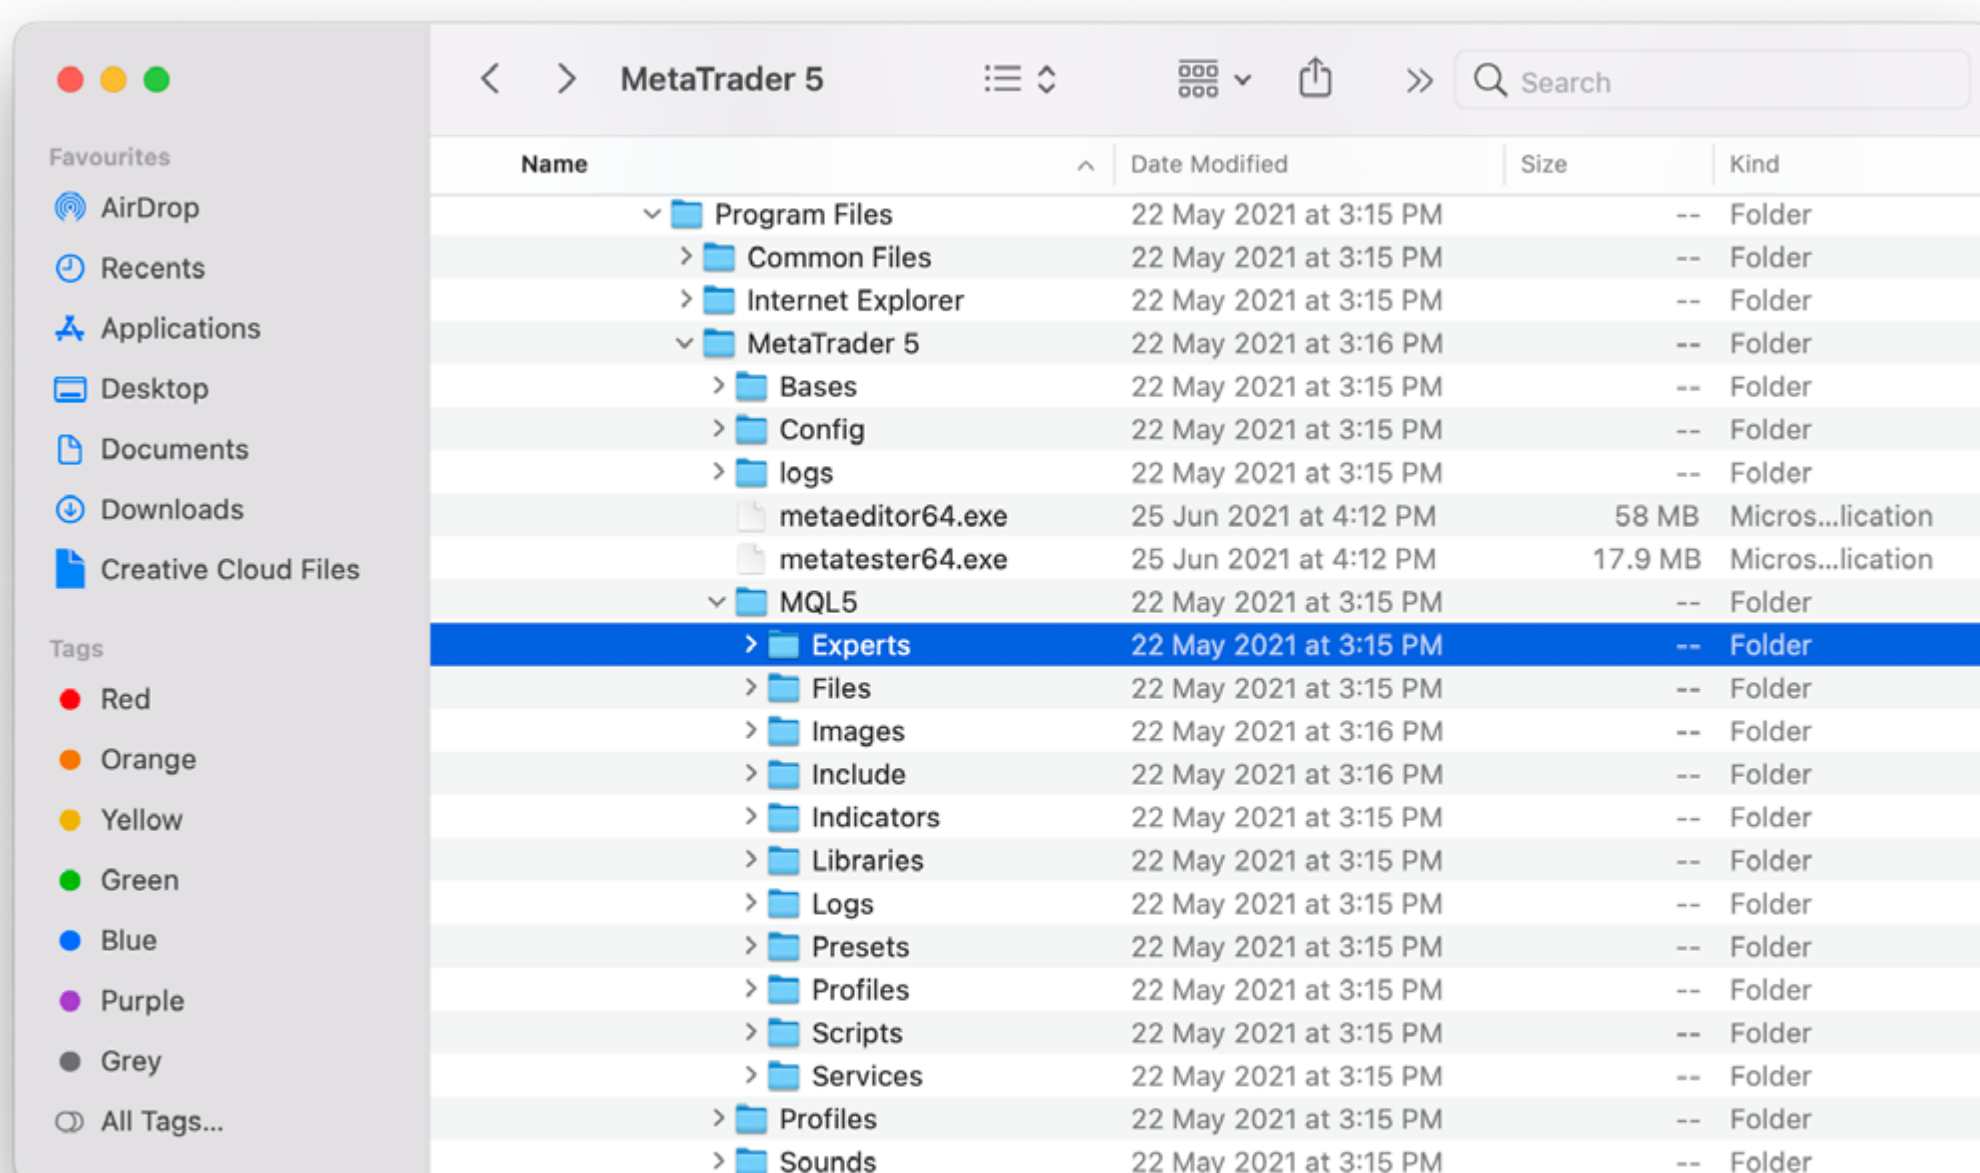 MetaTrader 5
Search
Favourites
AirDrop
Recents
Applications
Desktop
Documents
Downloads
Creative Cloud Files
Tags
Red
Orange
Yellow
Green
Blue
Purple
Grey
All Tags...
Name Date Modified Size Kind
Program Files 22 May 2021 at 3:15 PM -- Folder
Common Files 22 May 2021 at 3:15 PM -- Folder
Internet Explorer 22 May 2021 at 3:15 PM -- Folder
MetaTrader 5 22 May 2021 at 3:16 PM -- Folder
Bases 22 May 2021 at 3:15 PM -- Folder
Config 22 May 2021 at 3:15 PM -- Folder
logs 22 May 2021 at 3:15 PM -- Folder
metaeditor64.exe 25 Jun 2021 at 4:12 PM 58 MB Micros...lication
metatester64.exe 25 Jun 2021 at 4:12 PM 17.9 MB Micros...lication
MQL5 22 May 2021 at 3:15 PM -- Folder
Experts 22 May 2021 at 3:15 PM -- Folder
Files 22 May 2021 at 3:15 PM -- Folder
Images 22 May 2021 at 3:16 PM -- Folder
Include 22 May 2021 at 3:16 PM -- Folder
Indicators 22 May 2021 at 3:15 PM -- Folder
Libraries 22 May 2021 at 3:15 PM -- Folder
Logs 22 May 2021 at 3:15 PM -- Folder
Presets 22 May 2021 at 3:15 PM -- Folder
Profiles 22 May 2021 at 3:15 PM -- Folder
Scripts 22 May 2021 at 3:15 PM -- Folder
Services 22 May 2021 at 3:15 PM -- Folder
Profiles 22 May 2021 at 3:15 PM -- Folder
Sounds 22 May 2021 at 3:15 PM -- Folder